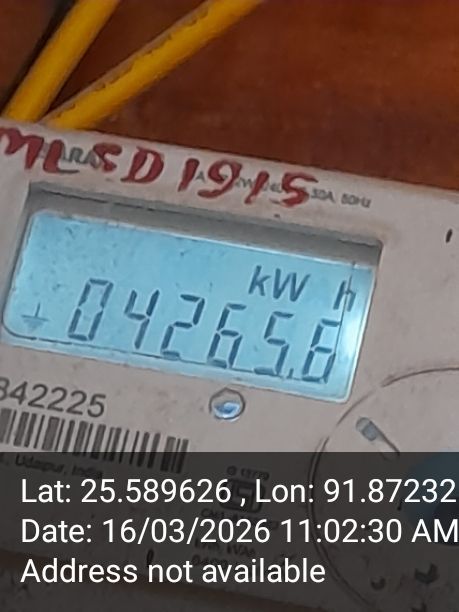 MLSD 1915
30A, 50Hz
kW h
04265.6
842225
Udaipur, India
Lat: 25.589626 , Lon: 91.87232
Date: 16/03/2026 11:02:30 AM
Address not available